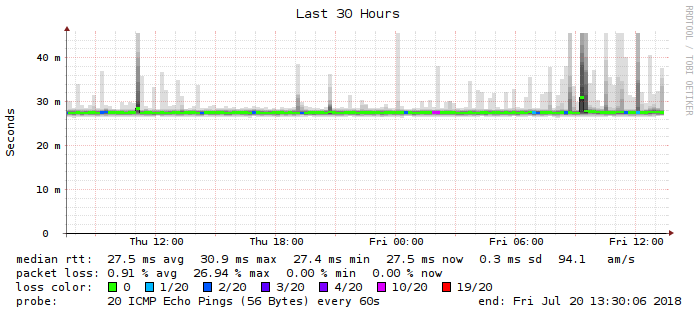 Last 30 Hours
RRDTOOL / TOBI OETIKER
Seconds
40 m
30 m
20 m
10 m
0
Thu 12:00 Thu 18:00 Fri 00:00 Fri 06:00 Fri 12:00
median rtt: 27.5 ms avg 30.9 ms max 27.4 ms min 27.5 ms now 0.3 ms sd 94.1 am/s
packet loss: 0.91 % avg 26.94 % max 0.00 % min 0.00 % now
loss color: 0 1/20 2/20 3/20 4/20 10/20 19/20
probe: 20 ICMP Echo Pings (56 Bytes) every 60s end: Fri Jul 20 13:30:06 2018